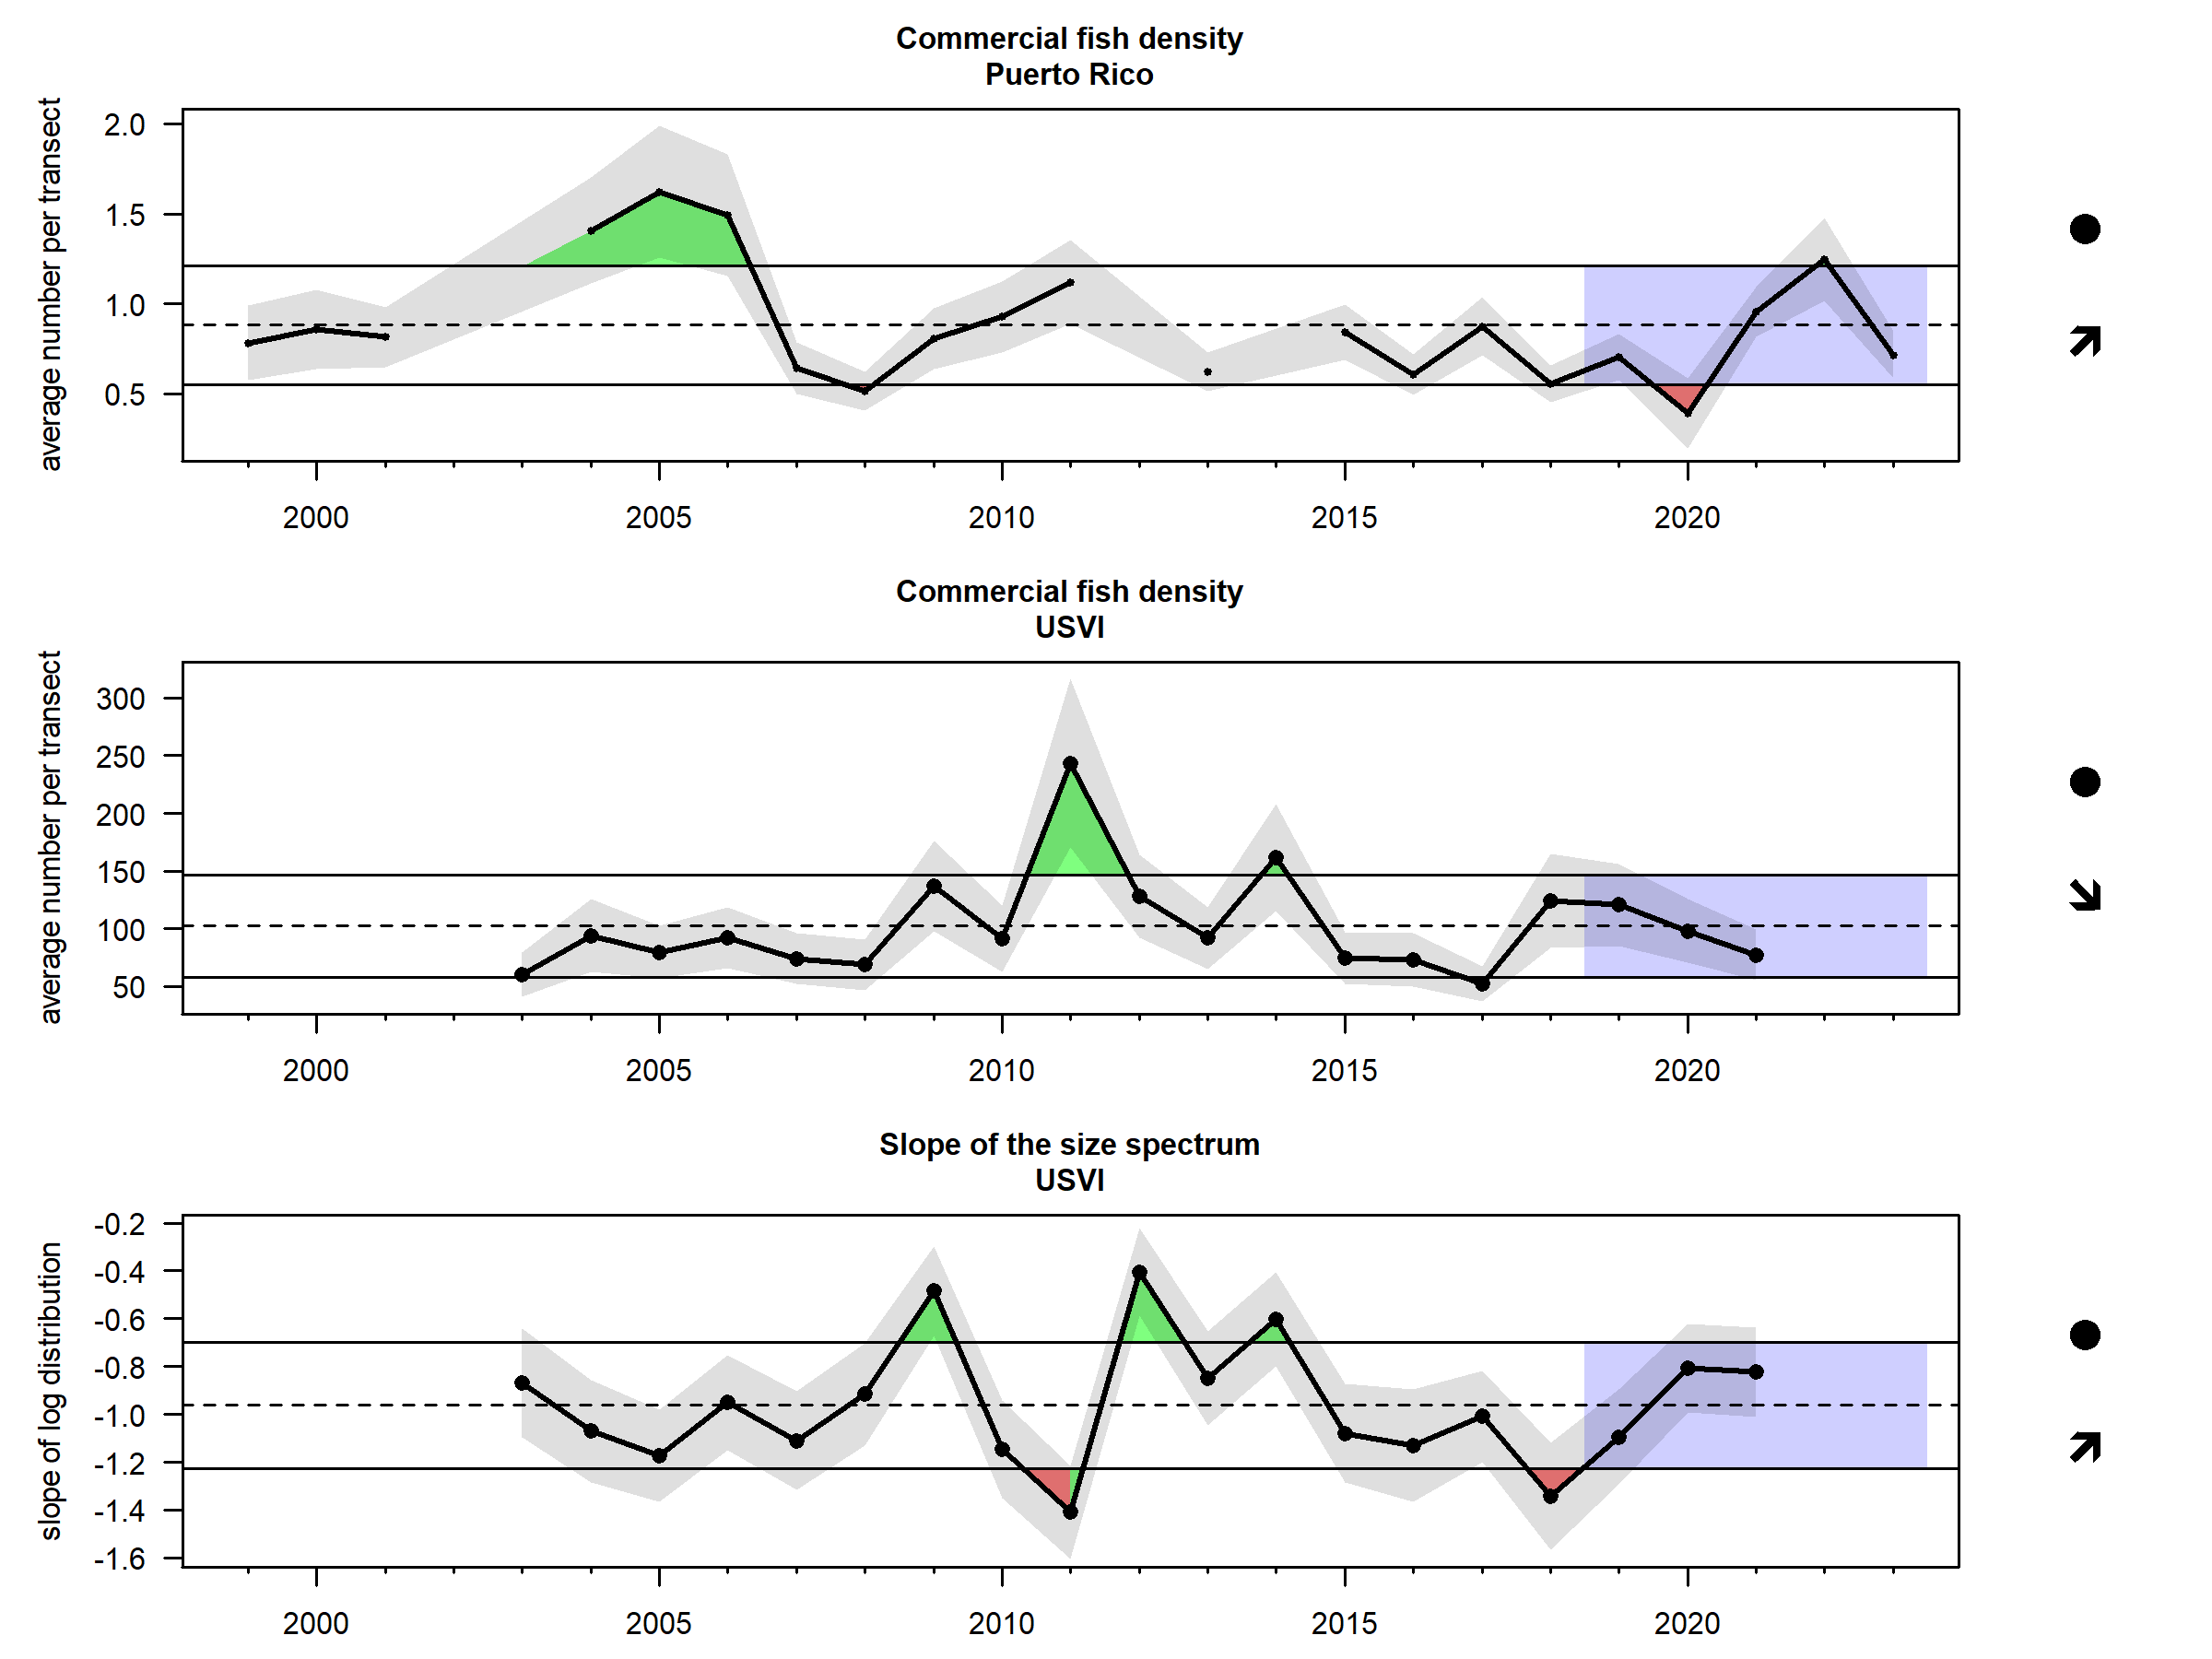 Commercial fish density
Puerto Rico
average number per transect
2.0
1.5
1.0
0.5
2000 2005 2010 2015 2020
Commercial fish density
USVI
average number per transect
300
250
200
150
100
50
2000 2005 2010 2015 2020
Slope of the size spectrum
USVI
slope of log distribution
-0.2
-0.4
-0.6
-0.8
-1.0
-1.2
-1.4
-1.6
2000 2005 2010 2015 2020